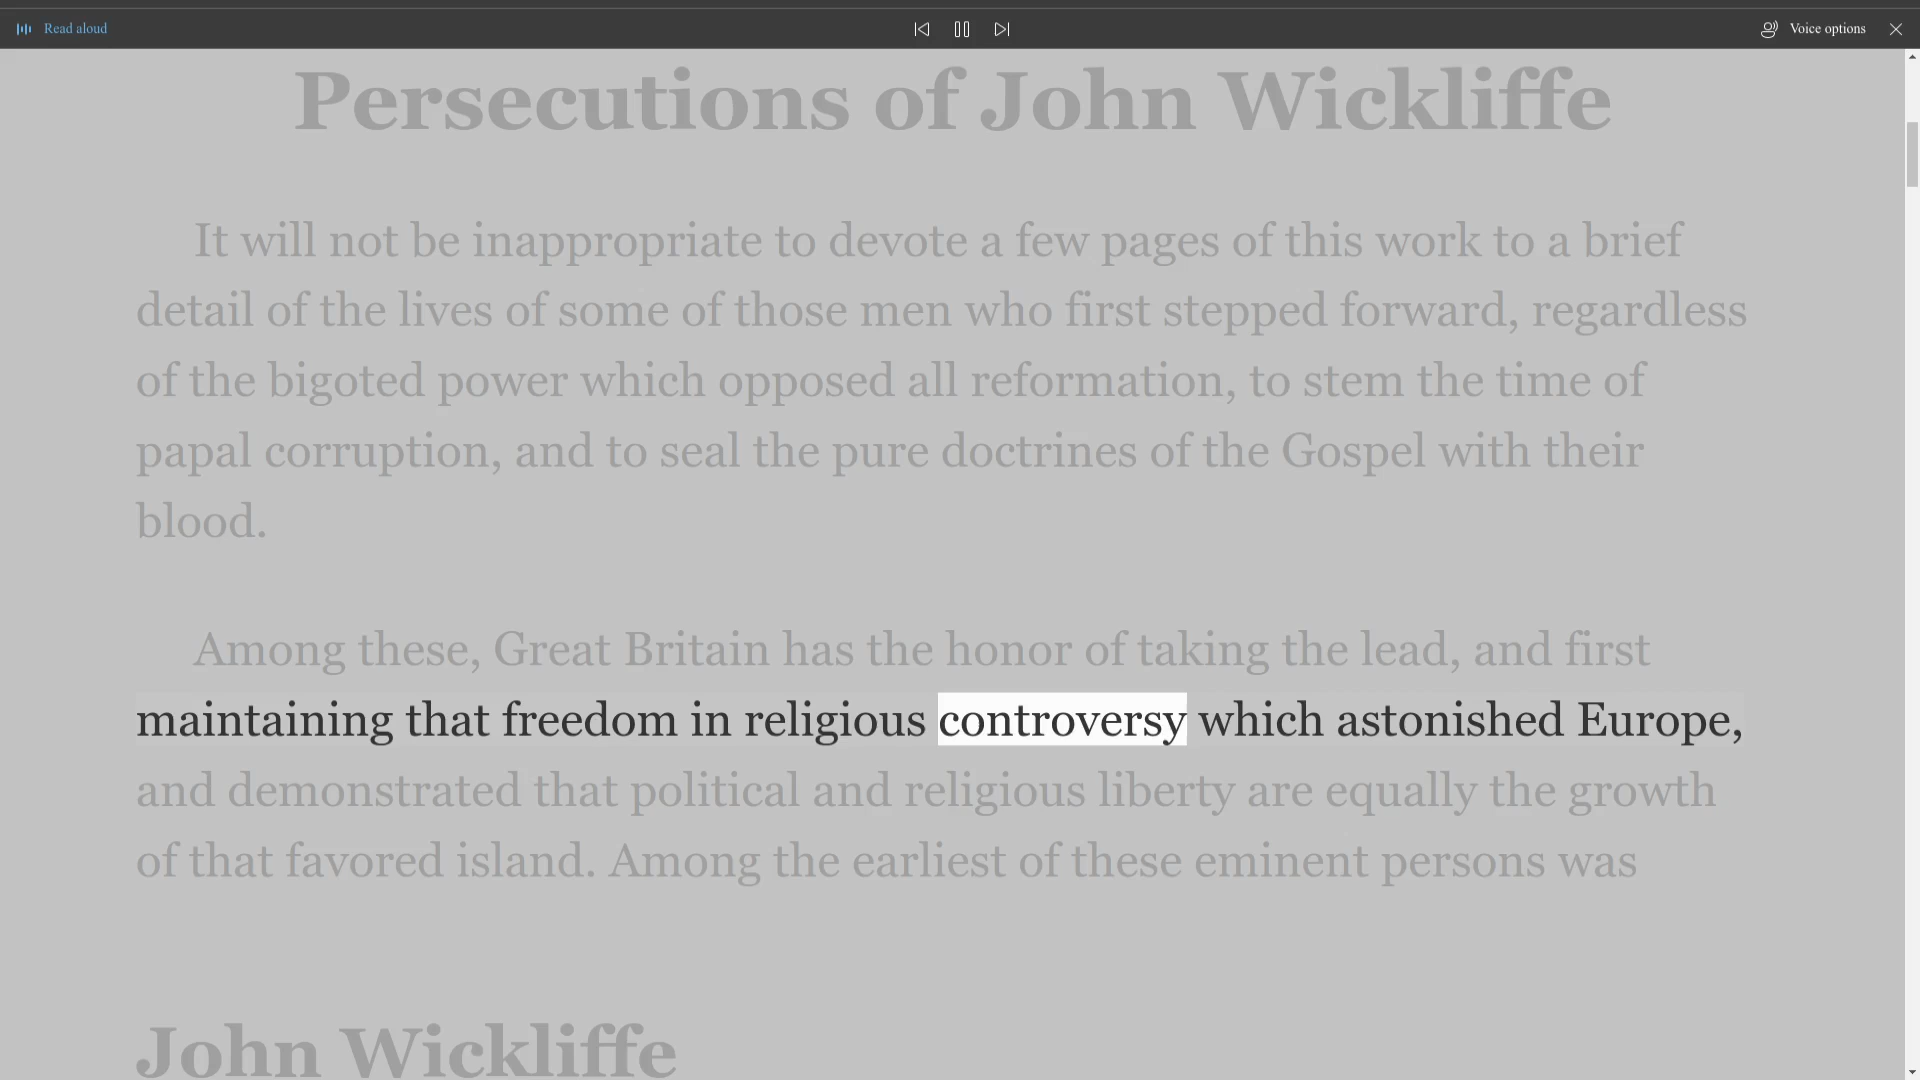 Read aloud
Voice options
Persecutions of John Wickliffe
It will not be inappropriate to devote a few pages of this work to a brief
detail of the lives of some of those men who first stepped forward, regardless
of the bigoted power which opposed all reformation, to stem the time of
papal corruption, and to seal the pure doctrines of the Gospel with their
blood.
Among these, Great Britain has the honor of taking the lead, and first
maintaining that freedom in religious controversy which astonished Europe,
and demonstrated that political and religious liberty are equally the growth
of that favored island. Among the earliest of these eminent persons was
John Wickliffe